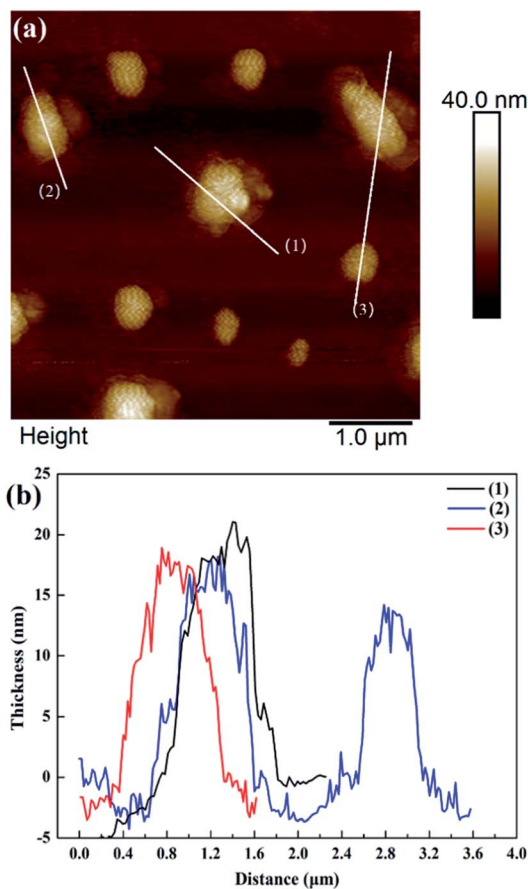 (a)
40.0 nm
(2)
(1)
(3)
Height
1.0 μm
(b)
25
20
15
10
5
0
-5
Thickness (nm)
(1)
(2)
(3)
0.0 0.4 0.8 1.2 1.6 2.0 2.4 2.8 3.2 3.6 4.0
Distance (μm)